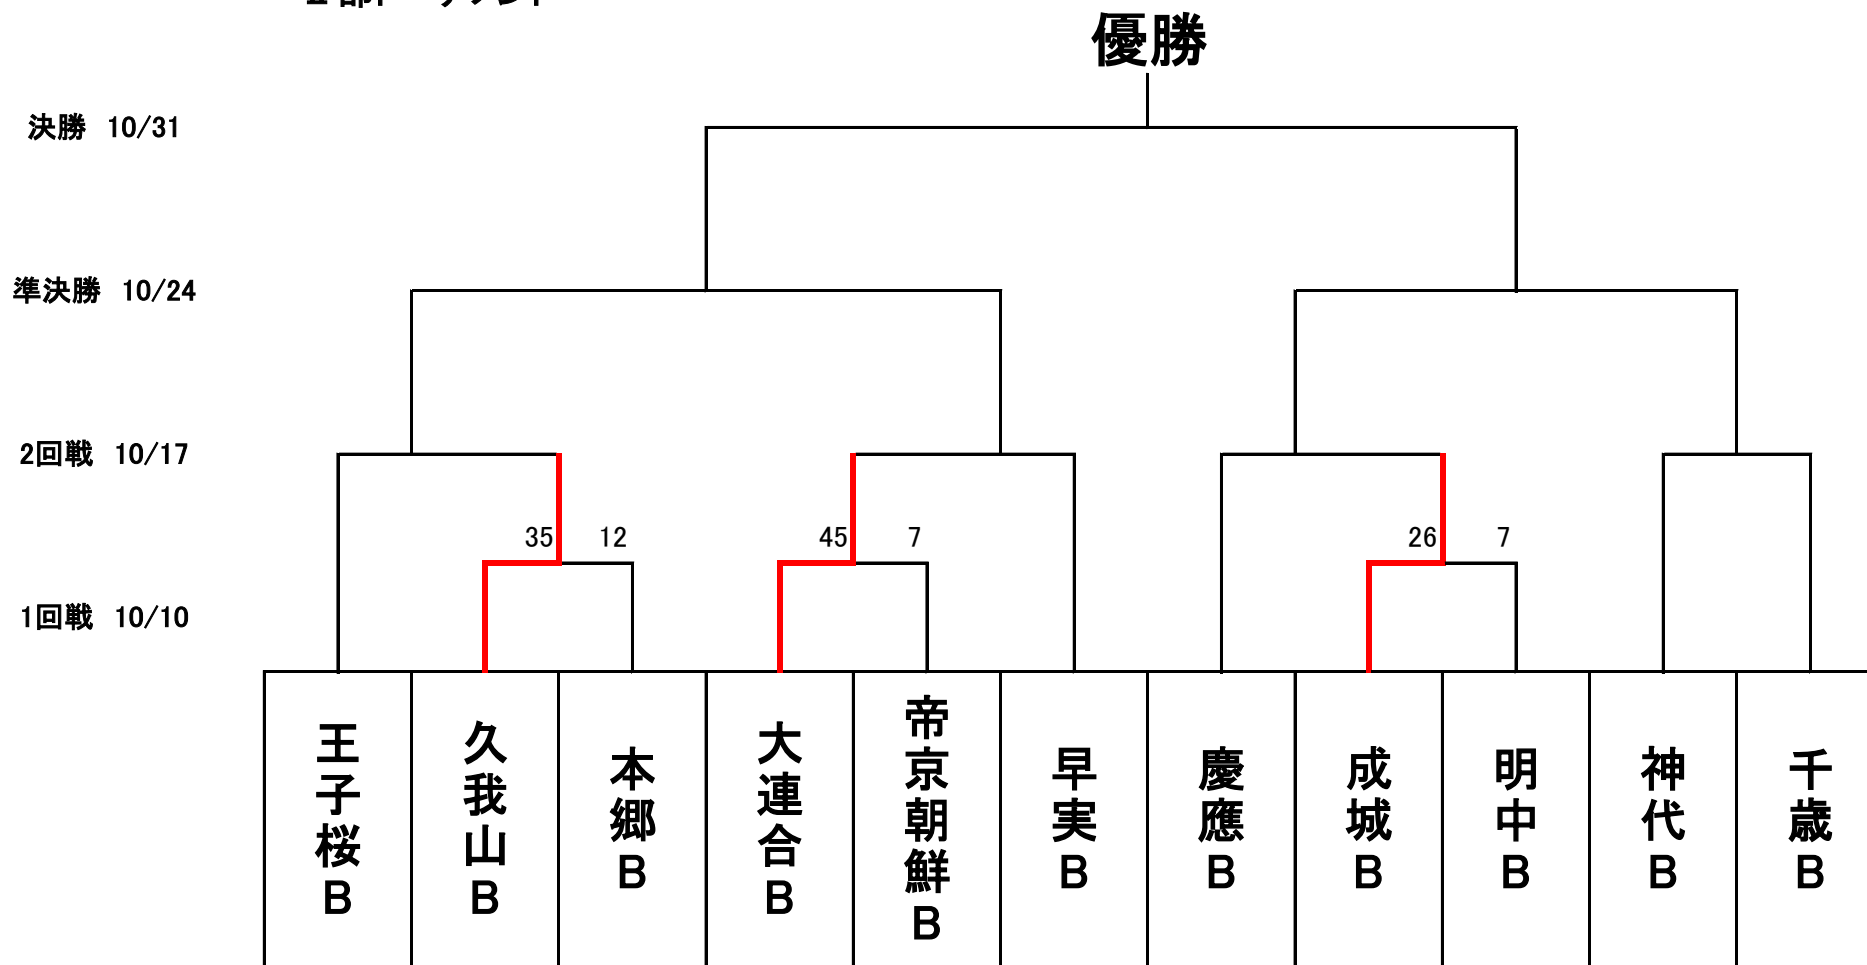 優勝
決勝 10/31
準決勝 10/24
2回戦 10/17
35 12 45 7 26 7
1回戦 10/10
王子桜B
久我山B
本郷B
大連合B
帝京朝鮮B
早実B
慶應B
成城B
明中B
神代B
千歳B